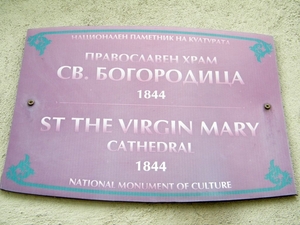 НАЦИОНАЛЕН ПАМЕТНИК НА КУЛТУРАТА
ПРАВОСЛАВЕН ХРАМ
СВ. БОГОРОДИЦА
1844
ST THE VIRGIN MARY
CATHEDRAL
1844
NATIONAL MONUMENT OF CULTURE